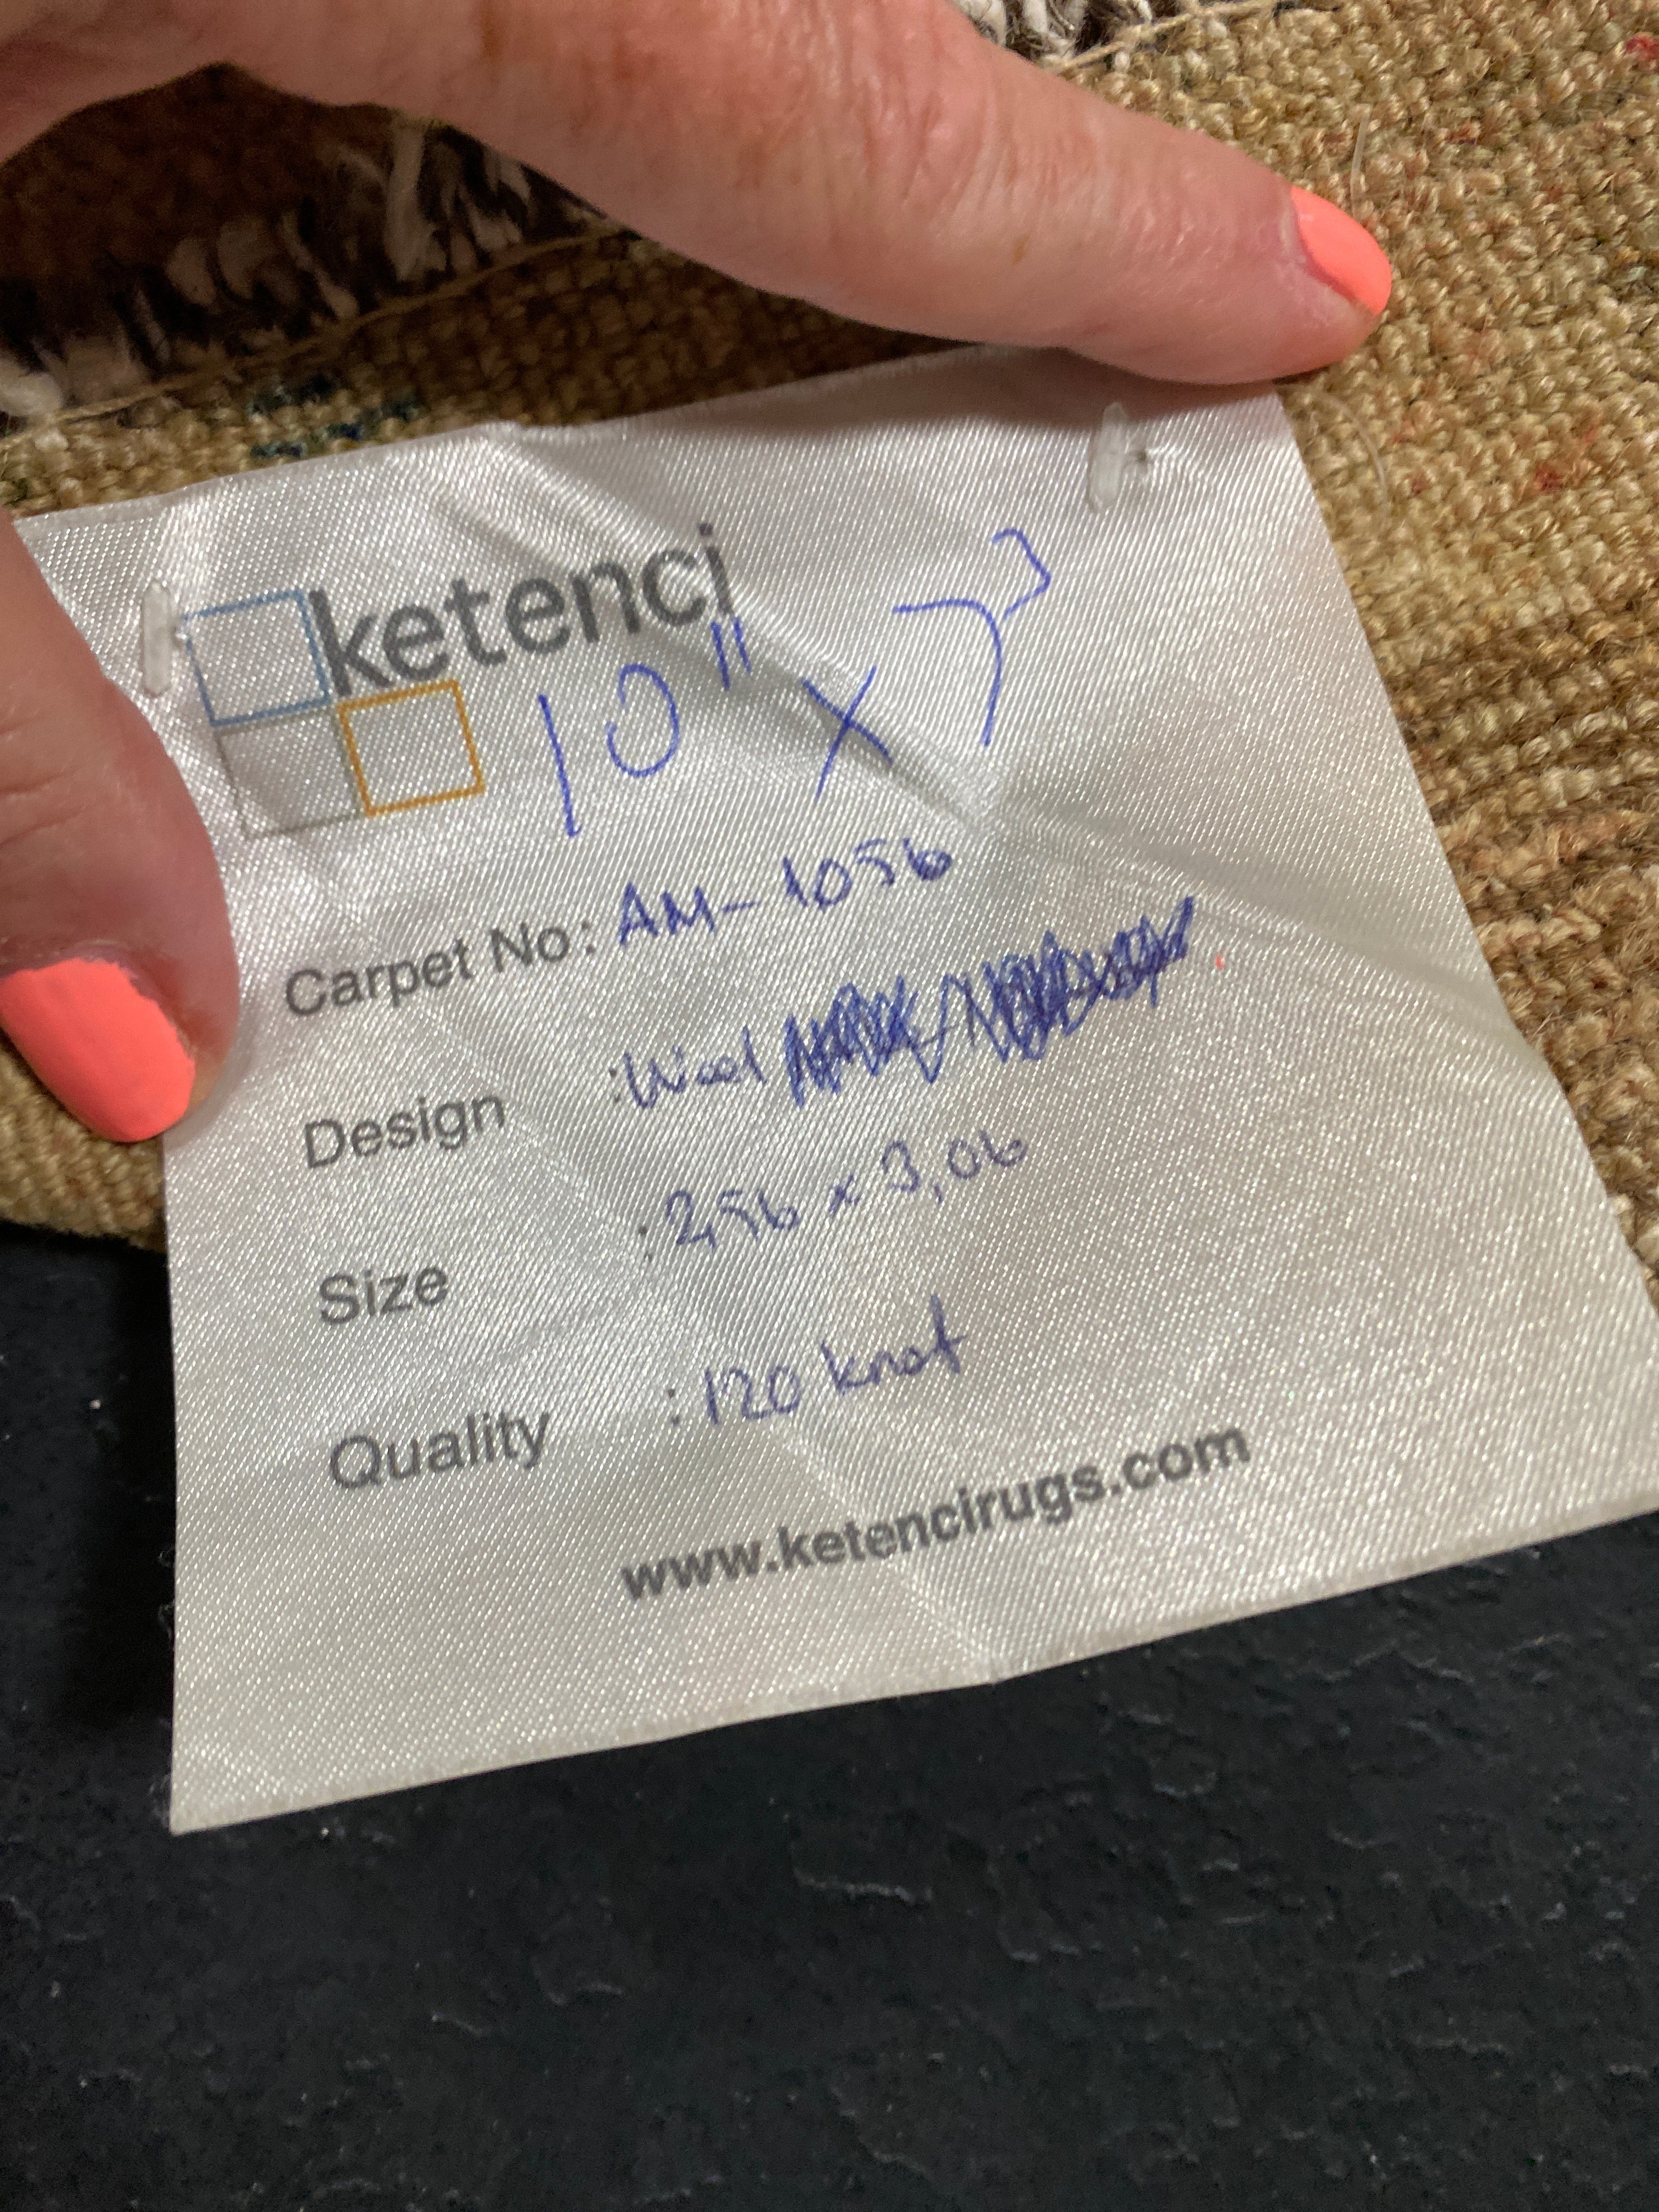 ketenci
10" x 7³
Carpet No: AM-1056
Design : Wool
Size : 2,56 x 3,06
Quality : 120 knot
www.ketencirugs.com